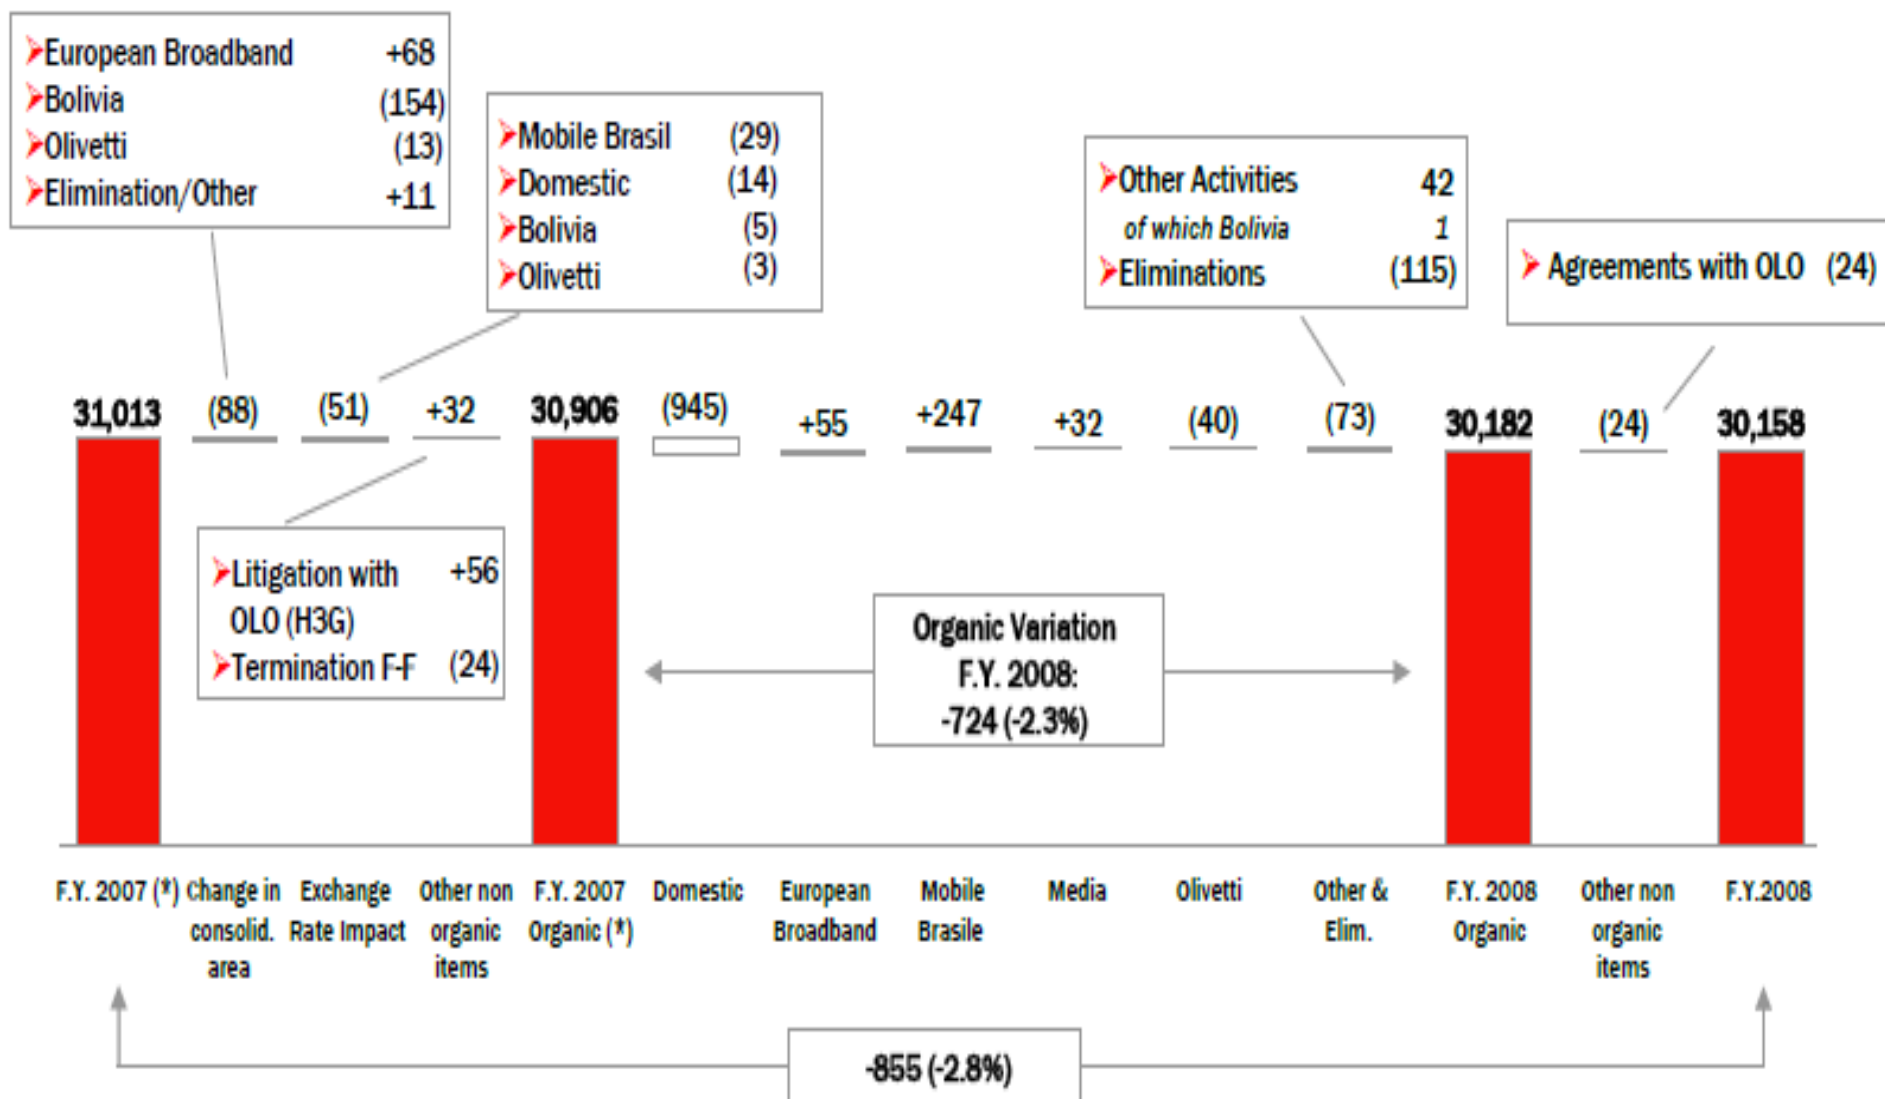 ➤European Broadband +68
➤Bolivia (154)
➤Olivetti (13)
➤Elimination/Other +11
➤Mobile Brasil (29)
➤Domestic (14)
➤Bolivia (5)
➤Olivetti (3)
➤Other Activities 42
of which Bolivia 1
➤Eliminations (115)
➤ Agreements with OLO (24)
31,013 (88) (51) +32 30,906 (945) +55 +247 +32 (40) (73) 30,182 (24) 30,158
➤Litigation with +56
OLO (H3G)
➤Termination F-F (24)
Organic Variation
F.Y. 2008:
-724 (-2.3%)
F.Y. 2007 (*)
Change in
consolid.
area
Exchange
Rate Impact
Other non
organic
items
F.Y. 2007
Organic (*)
Domestic
European
Broadband
Mobile
Brasile
Media
Olivetti
Other &
Elim.
F.Y. 2008
Organic
Other non
organic
items
F.Y.2008
-855 (-2.8%)